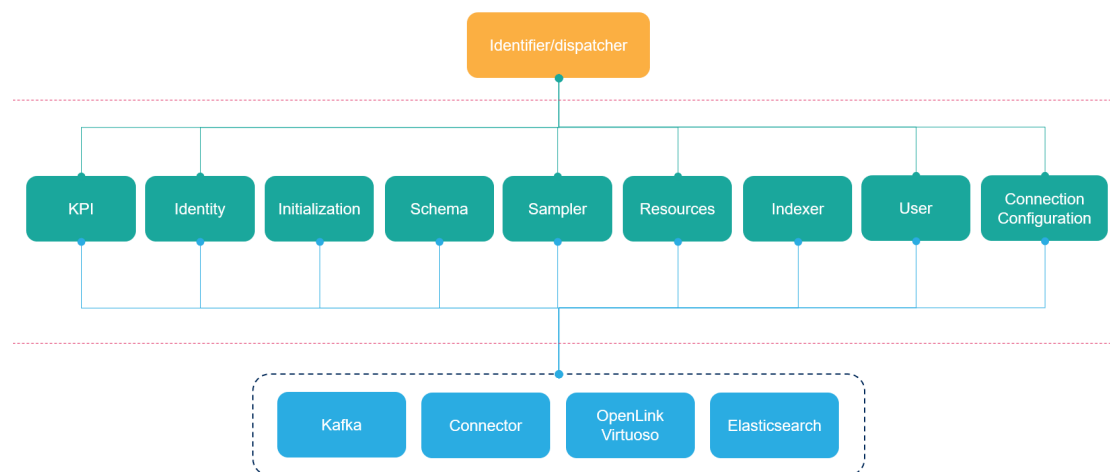 Identifier/dispatcher
KPI
Identity
Initialization
Schema
Sampler
Resources
Indexer
User
Connection
Configuration
Kafka
Connector
OpenLink
Virtuoso
Elasticsearch